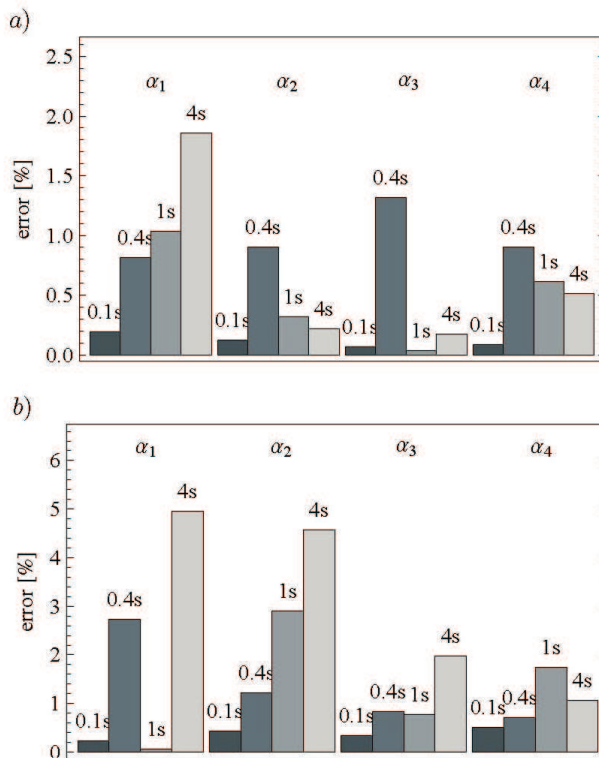 a)
2.5
α1 α2 α3 α4
2.0
4s
error [%]
1.5
0.4s
1s
1.0
0.4s 0.4s 0.4s
1s
0.5
1s 4s 4s
0.1s 0.1s 0.1s 1s 4s 0.1s
0.0
b)
6
α1 α2 α3 α4
5
4s 4s
error [%]
4
3
0.4s 1s
2
4s
0.4s 1s
1
0.1s 0.1s 0.1s 0.4s 1s 0.1s 0.4s 4s
1s
0